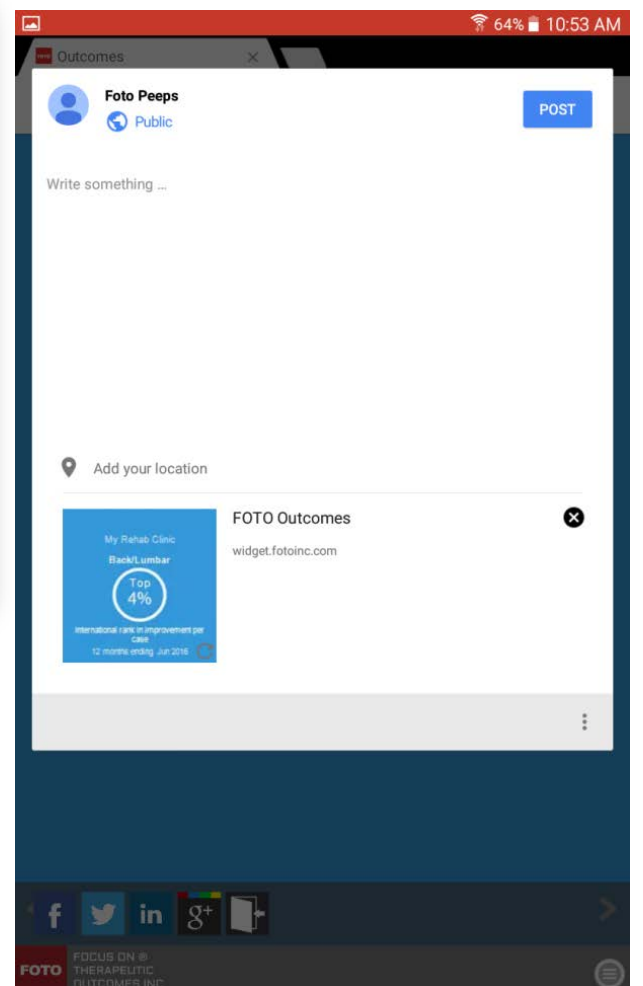 64% 10:53 AM
Outcomes
Foto Peeps
Public
POST
Write something ...
Add your location
FOTO Outcomes
widget.fotoinc.com
My Rehab Clinic
Back/Lumbar
Top
4%
International rank in improvement per
case
12 months ending Jun 2016
f in g+
FOTO
FOCUS ON ®
THERAPEUTIC
OUTCOMES INC